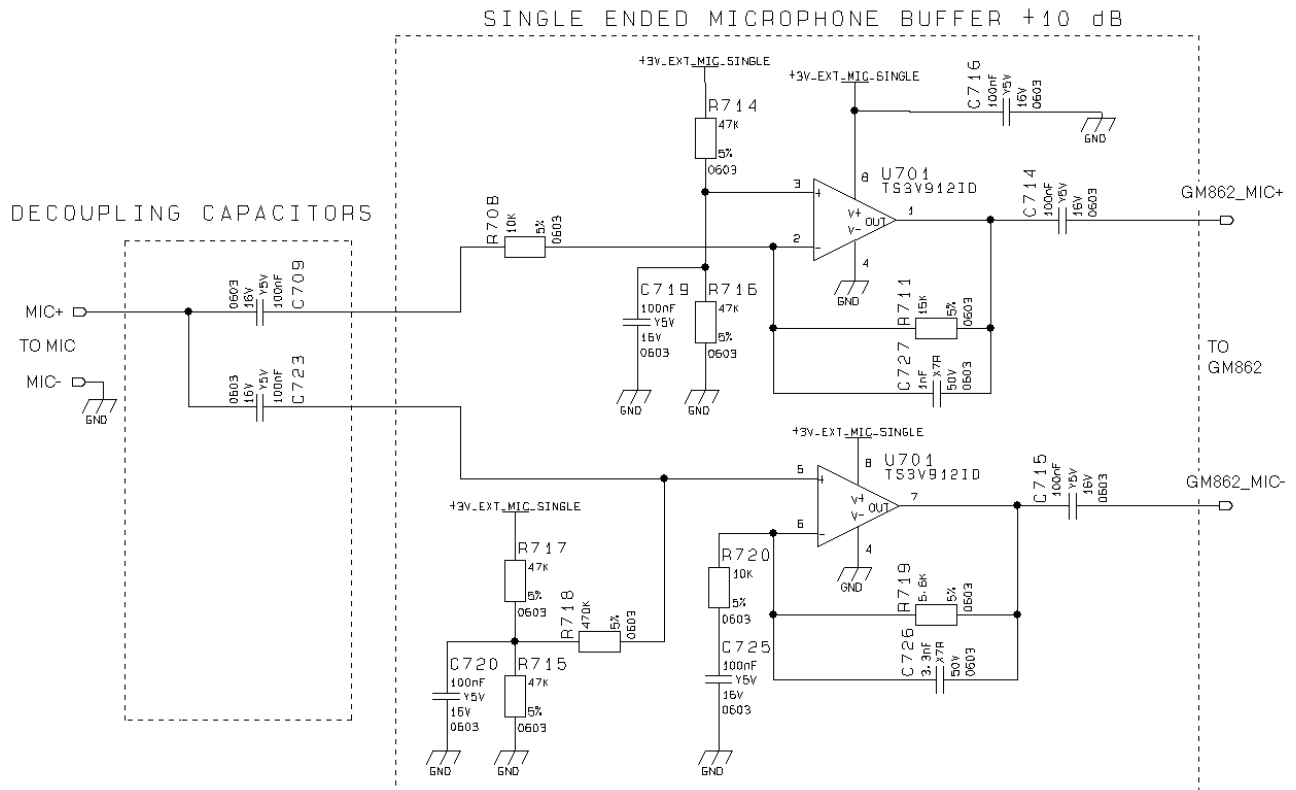 SINGLE ENDED MICROPHONE BUFFER +10 dB
DECOUPLING CAPACITORS
MIC+
TO MIC
MIC-
GND
0603
16V
Y5V
100nF
C709
0603
16V
Y5V
100nF
C723
R708
10K
5%
0603
+3V_EXT_MIC_SINGLE
R714
47K
5%
0603
+3V_EXT_MIC_SINGLE
C716
100nF
Y5V
16V
0603
GND
3
+
2
-
8
V+
V-
OUT
1
4
GND
U701
TS3V912ID
C714
100nF
Y5V
16V
0603
GM862_MIC+
C719
100nF
Y5V
16V
0603
GND
R716
47K
5%
0603
GND
R711
15K
5%
0603
C727
1nF
X7R
50V
0603
TO
GM862
+3V_EXT_MIC_SINGLE
8
U701
TS3V912ID
5
+
6
-
V+
V-
OUT
7
4
GND
C715
100nF
Y5V
16V
0603
GM862_MIC-
+3V_EXT_MIC_SINGLE
R717
47K
5%
0603
R718
470K
5%
0603
C720
100nF
Y5V
16V
0603
GND
R715
47K
5%
0603
GND
R720
10K
5%
0603
C725
100nF
Y5V
16V
0603
GND
R719
5.6K
5%
0603
C726
3.3nF
X7R
50V
0603